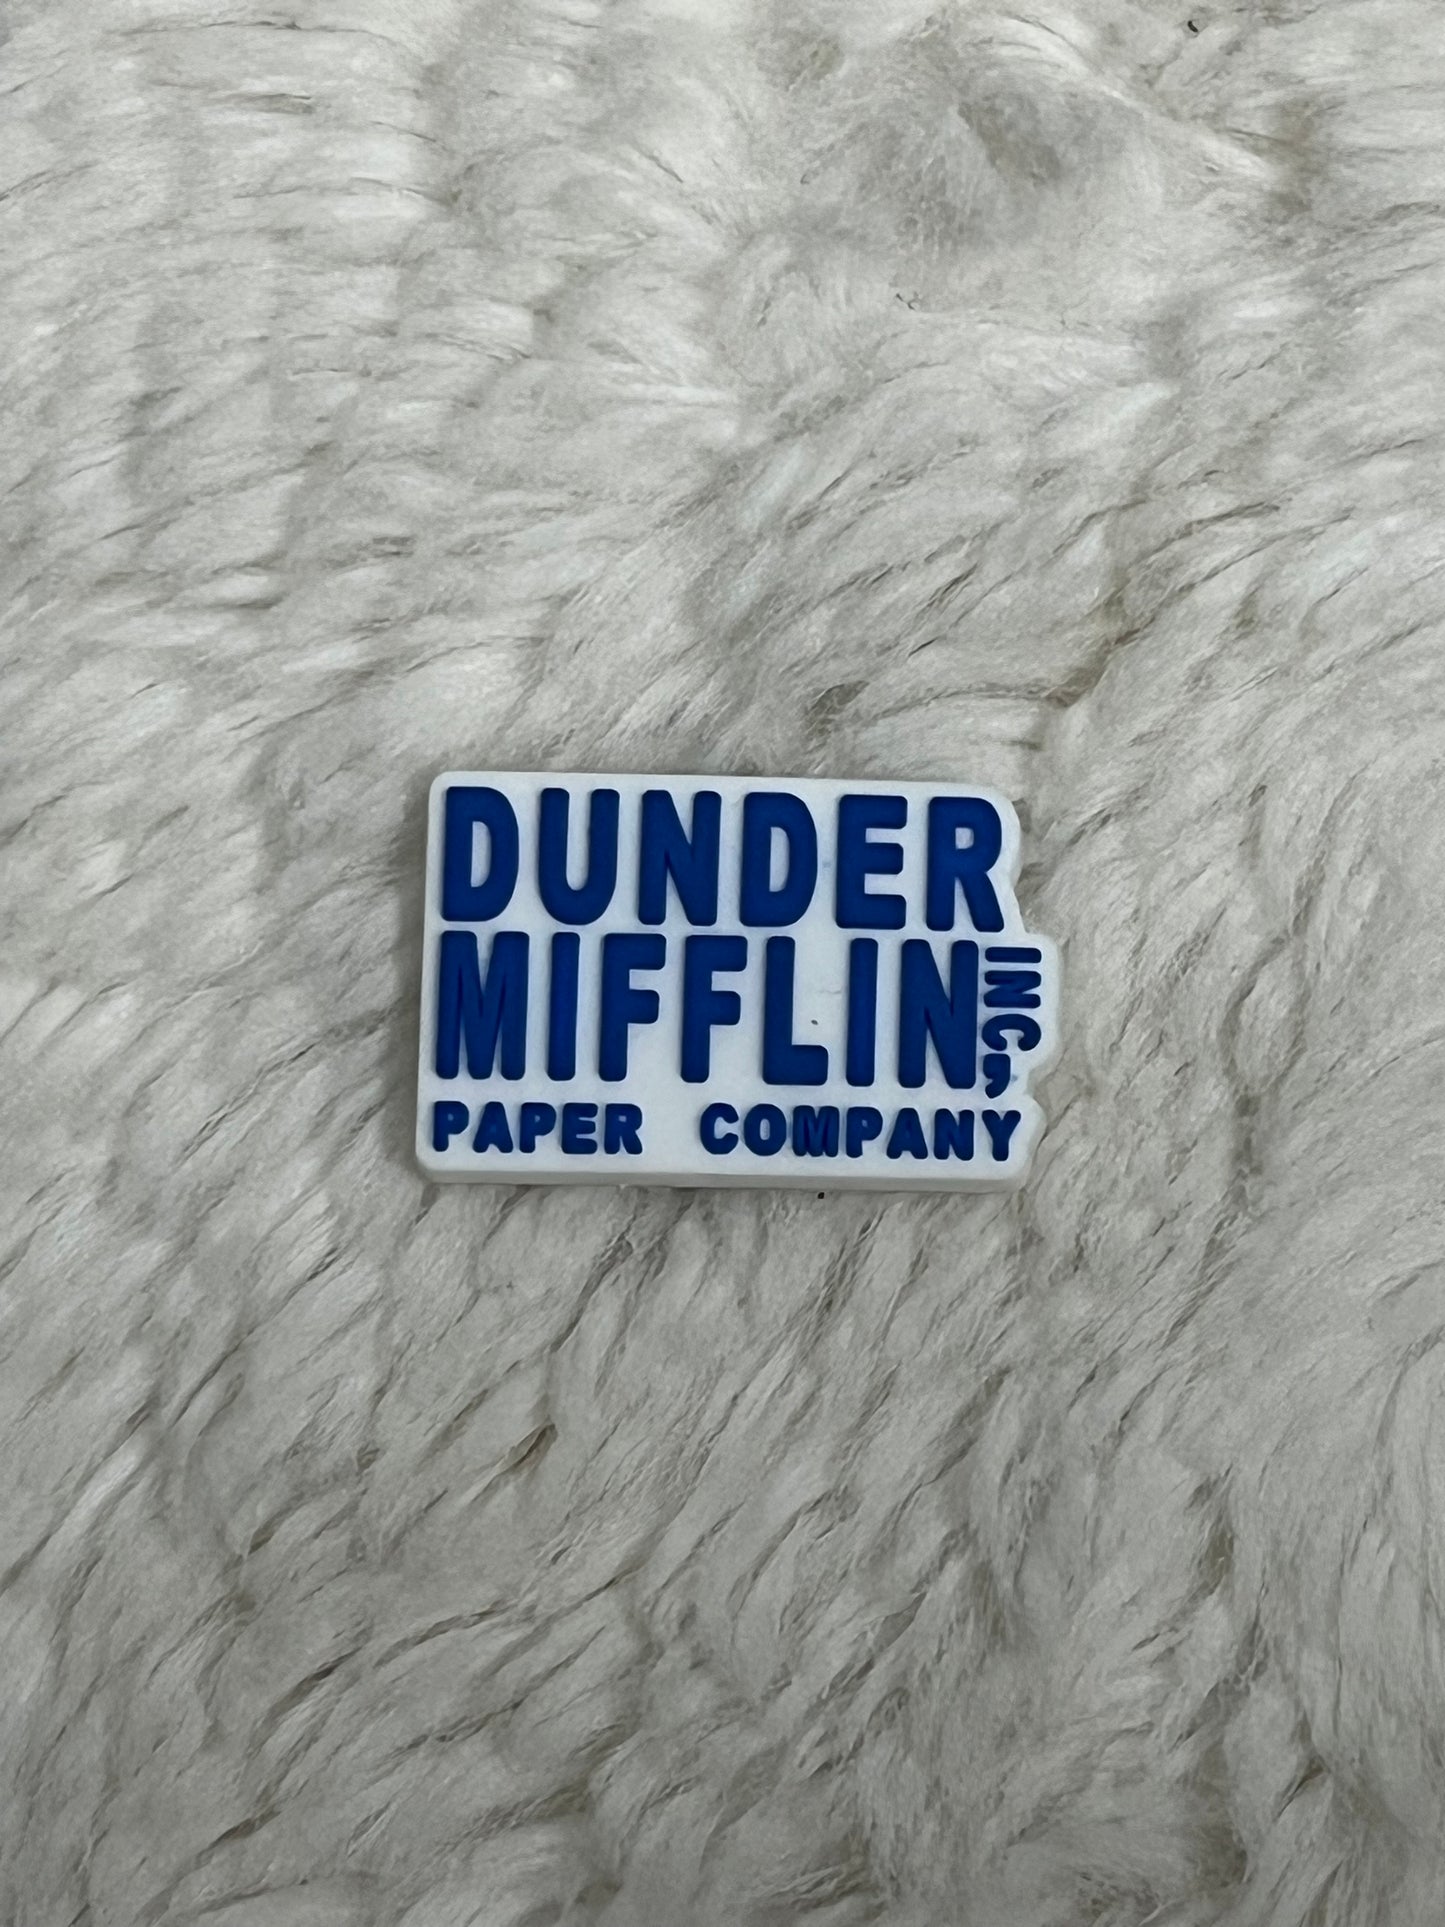 DUNDER
MIFFLIN
INC,
PAPER COMPANY